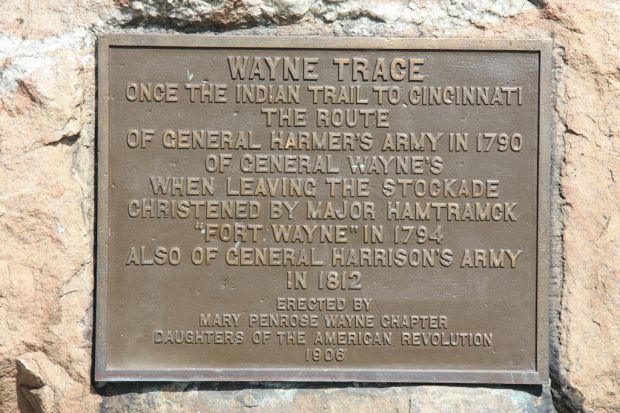 WAYNE TRACE
ONCE THE INDIAN TRAIL TO CINCINNATI
THE ROUTE
OF GENERAL HARMER'S ARMY IN 1790
OF GENERAL WAYNE'S
WHEN LEAVING THE STOCKADE
CHRISTENED BY MAJOR HAMTRAMCK
"FORT WAYNE" IN 1794
ALSO OF GENERAL HARRISON'S ARMY
IN 1812
ERECTED BY
MARY PENROSE WAYNE CHAPTER
DAUGHTERS OF THE AMERICAN REVOLUTION
1906